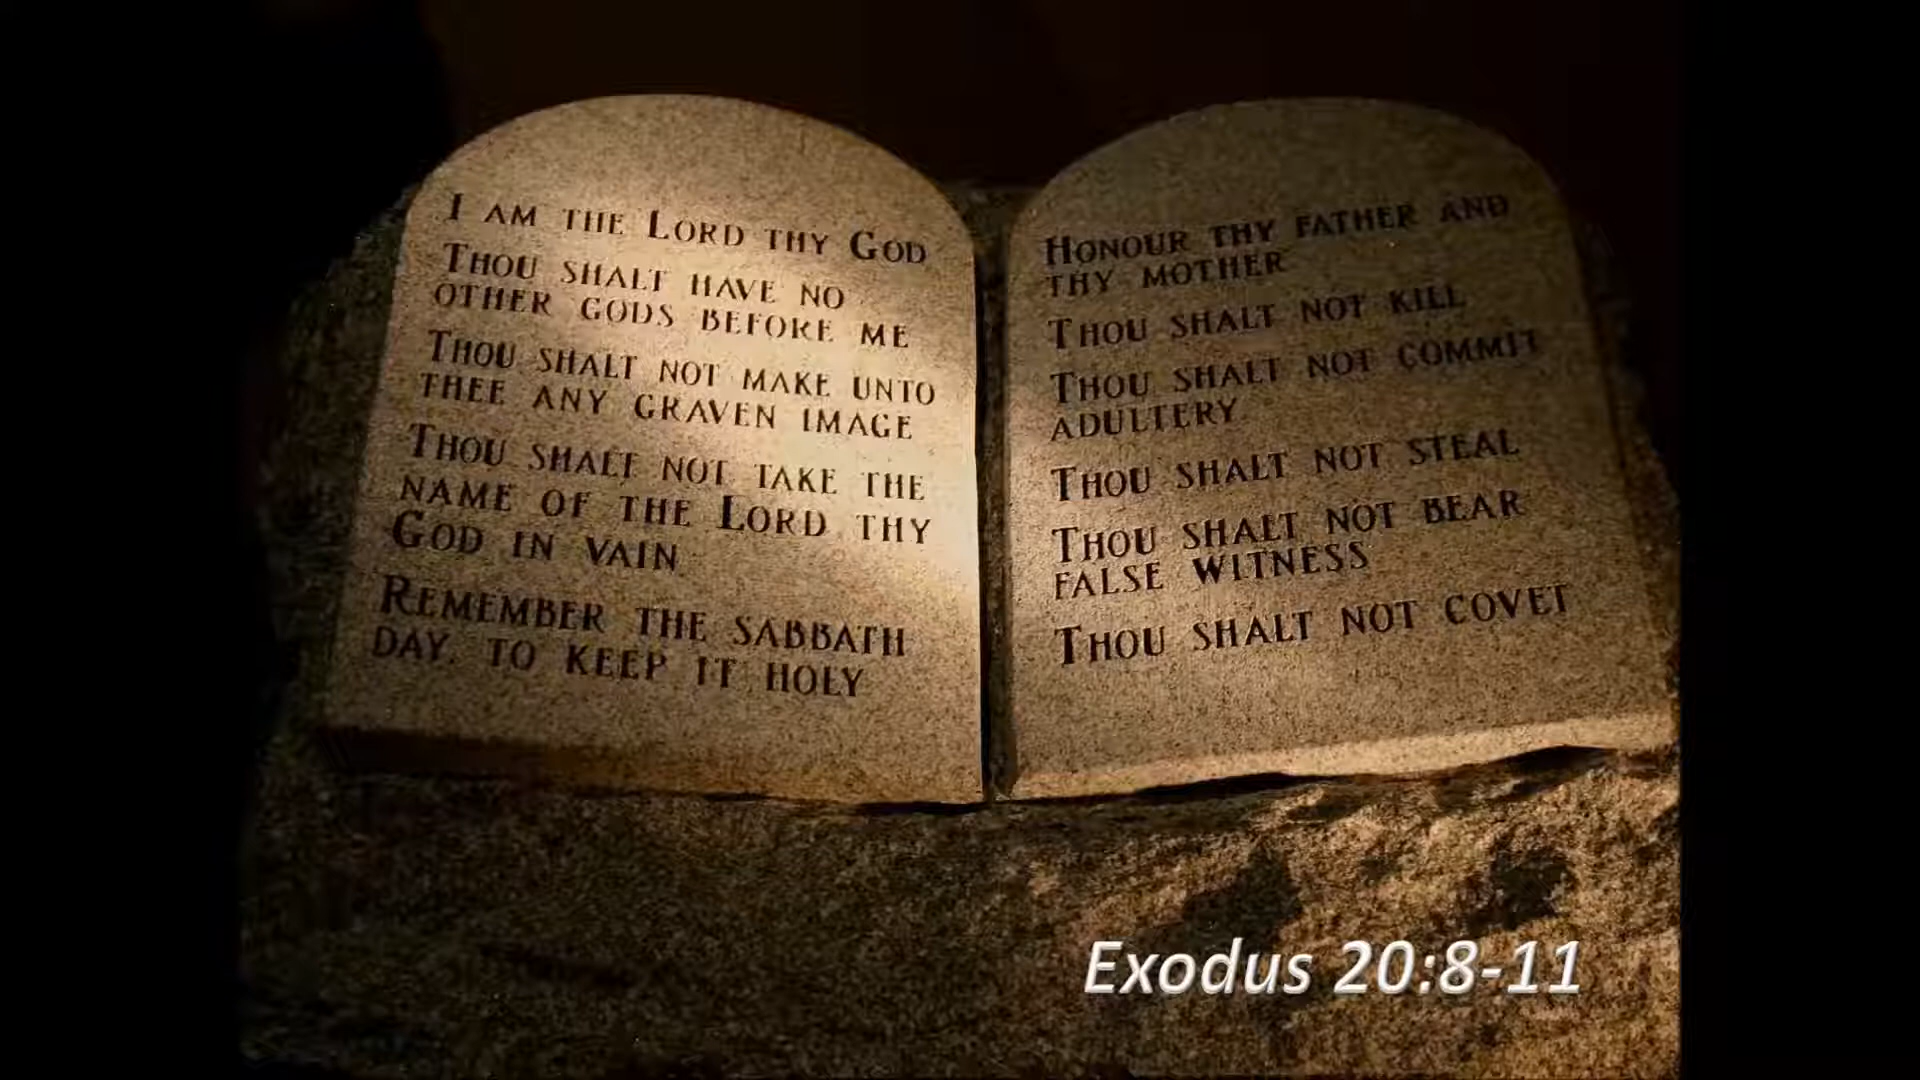 I AM THE LORD THY GOD
THOU SHALT HAVE NO
OTHER GODS BEFORE ME
THOU SHALT NOT MAKE UNTO
THEE ANY GRAVEN IMAGE
THOU SHALT NOT TAKE THE
NAME OF THE LORD THY
GOD IN VAIN
REMEMBER THE SABBATH
DAY, TO KEEP IT HOLY
HONOUR THY FATHER AND
THY MOTHER
THOU SHALT NOT KILL
THOU SHALT NOT COMMIT
ADULTERY
THOU SHALT NOT STEAL
THOU SHALT NOT BEAR
FALSE WITNESS
THOU SHALT NOT COVET
Exodus 20:8-11